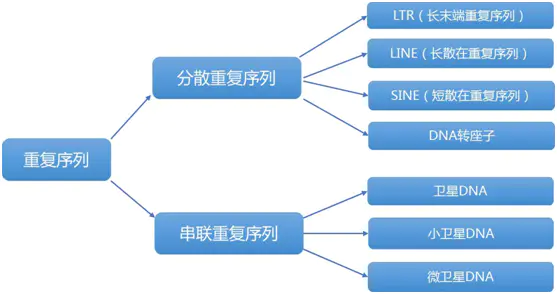 重复序列
分散重复序列
LTR（长末端重复序列）
LINE（长散在重复序列）
SINE（短散在重复序列）
DNA转座子
串联重复序列
卫星DNA
小卫星DNA
微卫星DNA